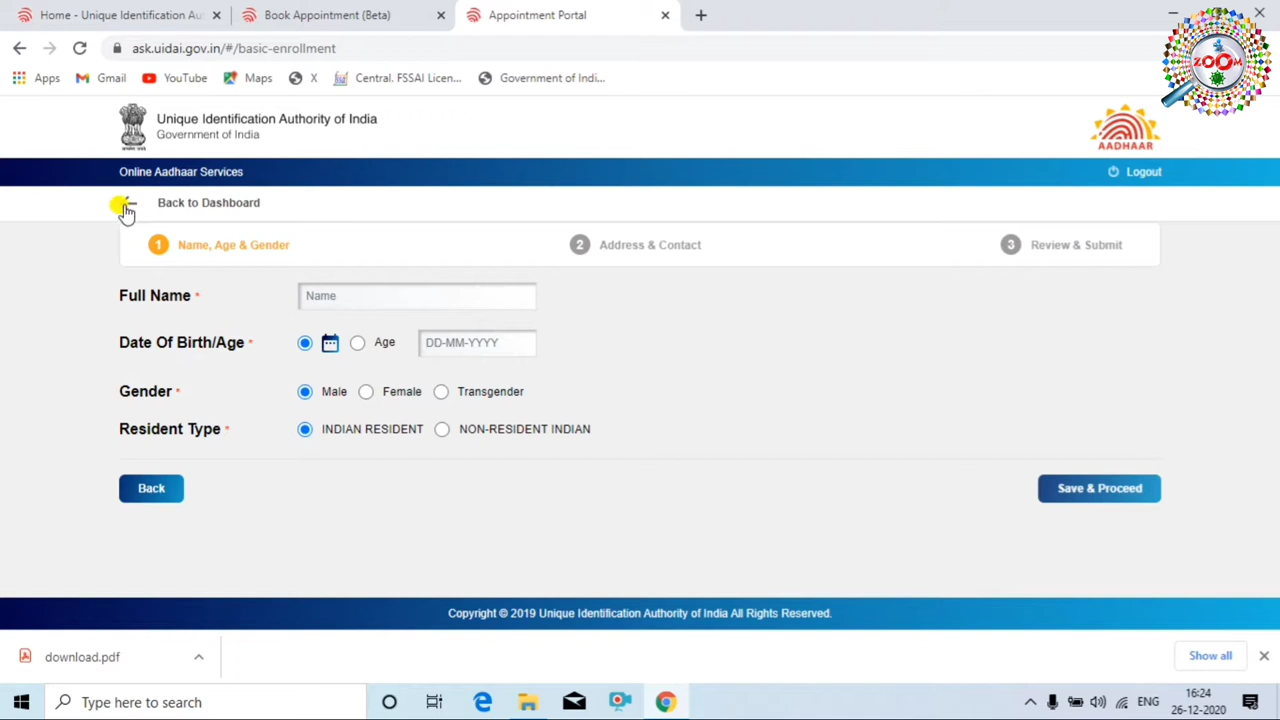 Home - Unique Identification Aut
Book Appointment (Beta)
Appointment Portal
ask.uidai.gov.in/#/basic-enrollment
Apps
Gmail
YouTube
Maps
X
Central. FSSAI Licen...
Government of Indi...
ZOOM
Unique Identification Authority of India
Government of India
AADHAAR
Online Aadhaar Services
Logout
Back to Dashboard
1 Name, Age & Gender
2 Address & Contact
3 Review & Submit
Full Name *
Name
Date Of Birth/Age *
Age
DD-MM-YYYY
Gender *
Male
Female
Transgender
Resident Type *
INDIAN RESIDENT
NON-RESIDENT INDIAN
Back
Save & Proceed
Copyright © 2019 Unique Identification Authority of India All Rights Reserved.
download.pdf
Show all
Type here to search
ENG
16:24
26-12-2020